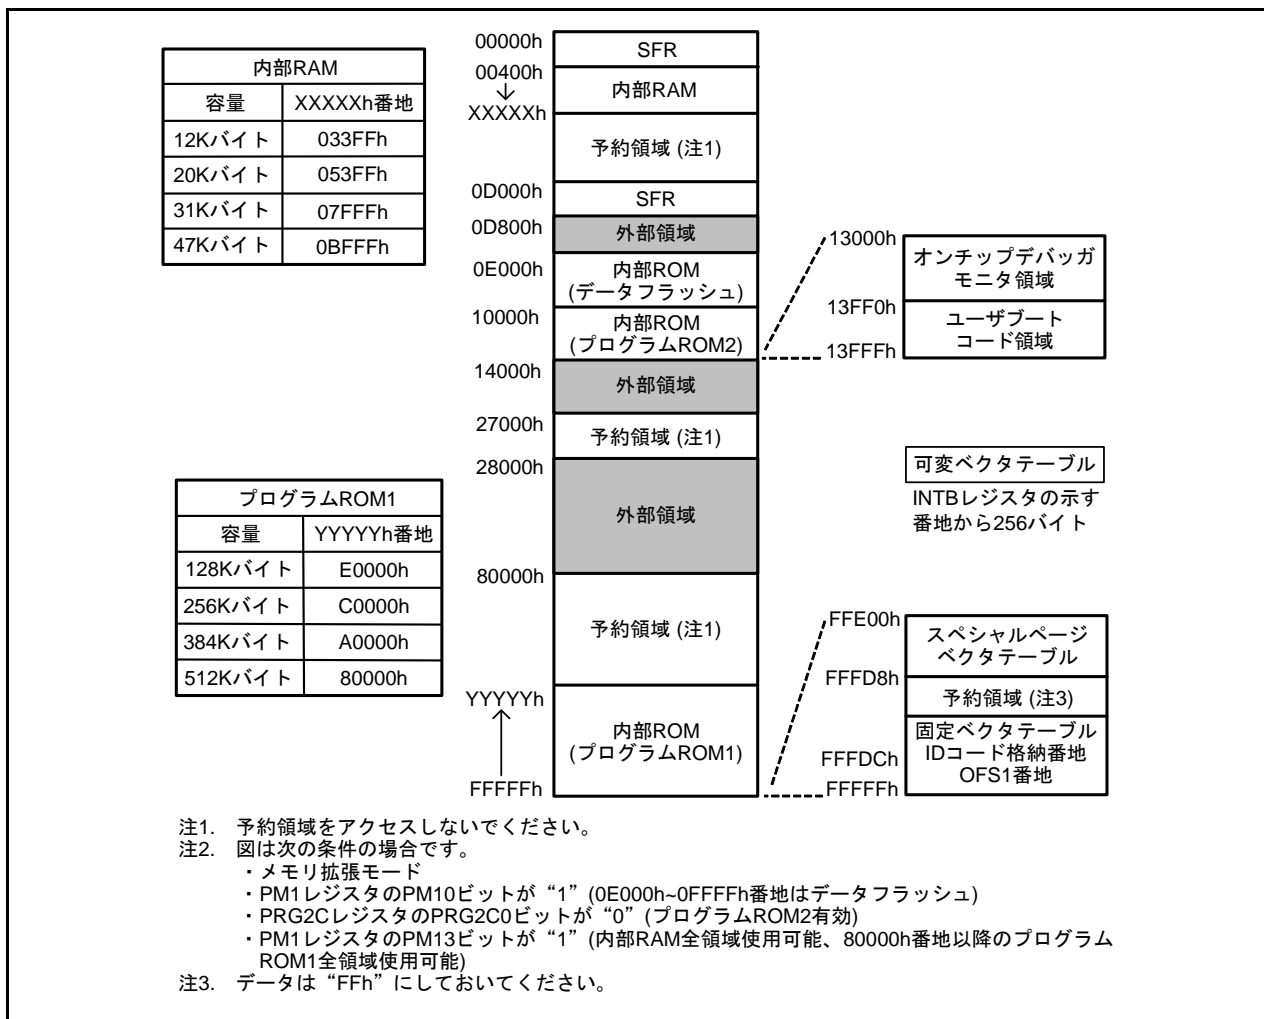 内部RAM
容量 XXXXXh番地
12Kバイト 033FFh
20Kバイト 053FFh
31Kバイト 07FFFh
47Kバイト 0BFFFh
プログラムROM1
容量 YYYYYh番地
128Kバイト E0000h
256Kバイト C0000h
384Kバイト A0000h
512Kバイト 80000h
00000h
SFR
00400h
↓
XXXXXh
内部RAM
予約領域 (注1)
0D000h
SFR
0D800h
外部領域
0E000h
内部ROM
(データフラッシュ)
10000h
内部ROM
(プログラムROM2)
14000h
外部領域
27000h
予約領域 (注1)
28000h
外部領域
80000h
予約領域 (注1)
YYYYYh
↑
内部ROM
(プログラムROM1)
FFFFFh
13000h
オンチップデバッガ
モニタ領域
13FF0h
ユーザブート
コード領域
13FFFh
可変ベクタテーブル
INTBレジスタの示す
番地から256バイト
FFE00h
スペシャルページ
ベクタテーブル
FFFD8h
予約領域 (注3)
固定ベクタテーブル
IDコード格納番地
OFS1番地
FFFDCh
FFFFFh
注1. 予約領域をアクセスしないでください。
注2. 図は次の条件の場合です。
・メモリ拡張モード
・PM1レジスタのPM10ビットが“1” (0E000h~0FFFFh番地はデータフラッシュ)
・PRG2CレジスタのPRG2C0ビットが“0” (プログラムROM2有効)
・PM1レジスタのPM13ビットが“1” (内部RAM全領域使用可能、80000h番地以降のプログラム
ROM1全領域使用可能)
注3. データは“FFh”にしておいてください。